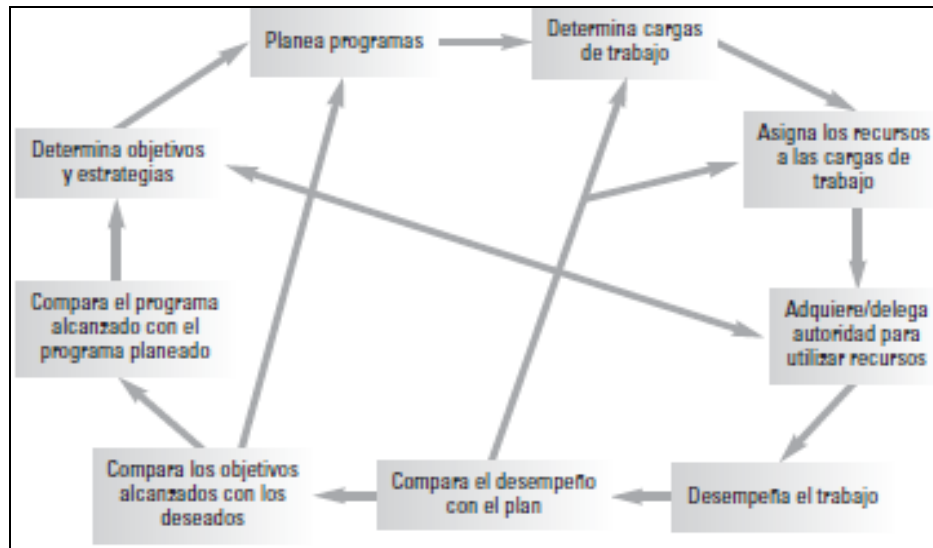 Planea programas
Determina cargas
de trabajo
Asigna los recursos
a las cargas de
trabajo
Adquiere/delega
autoridad para
utilizar recursos
Desempeña el trabajo
Compara el desempeño
con el plan
Compara los objetivos
alcanzados con los
deseados
Compara el programa
alcanzado con el
programa planeado
Determina objetivos
y estrategias